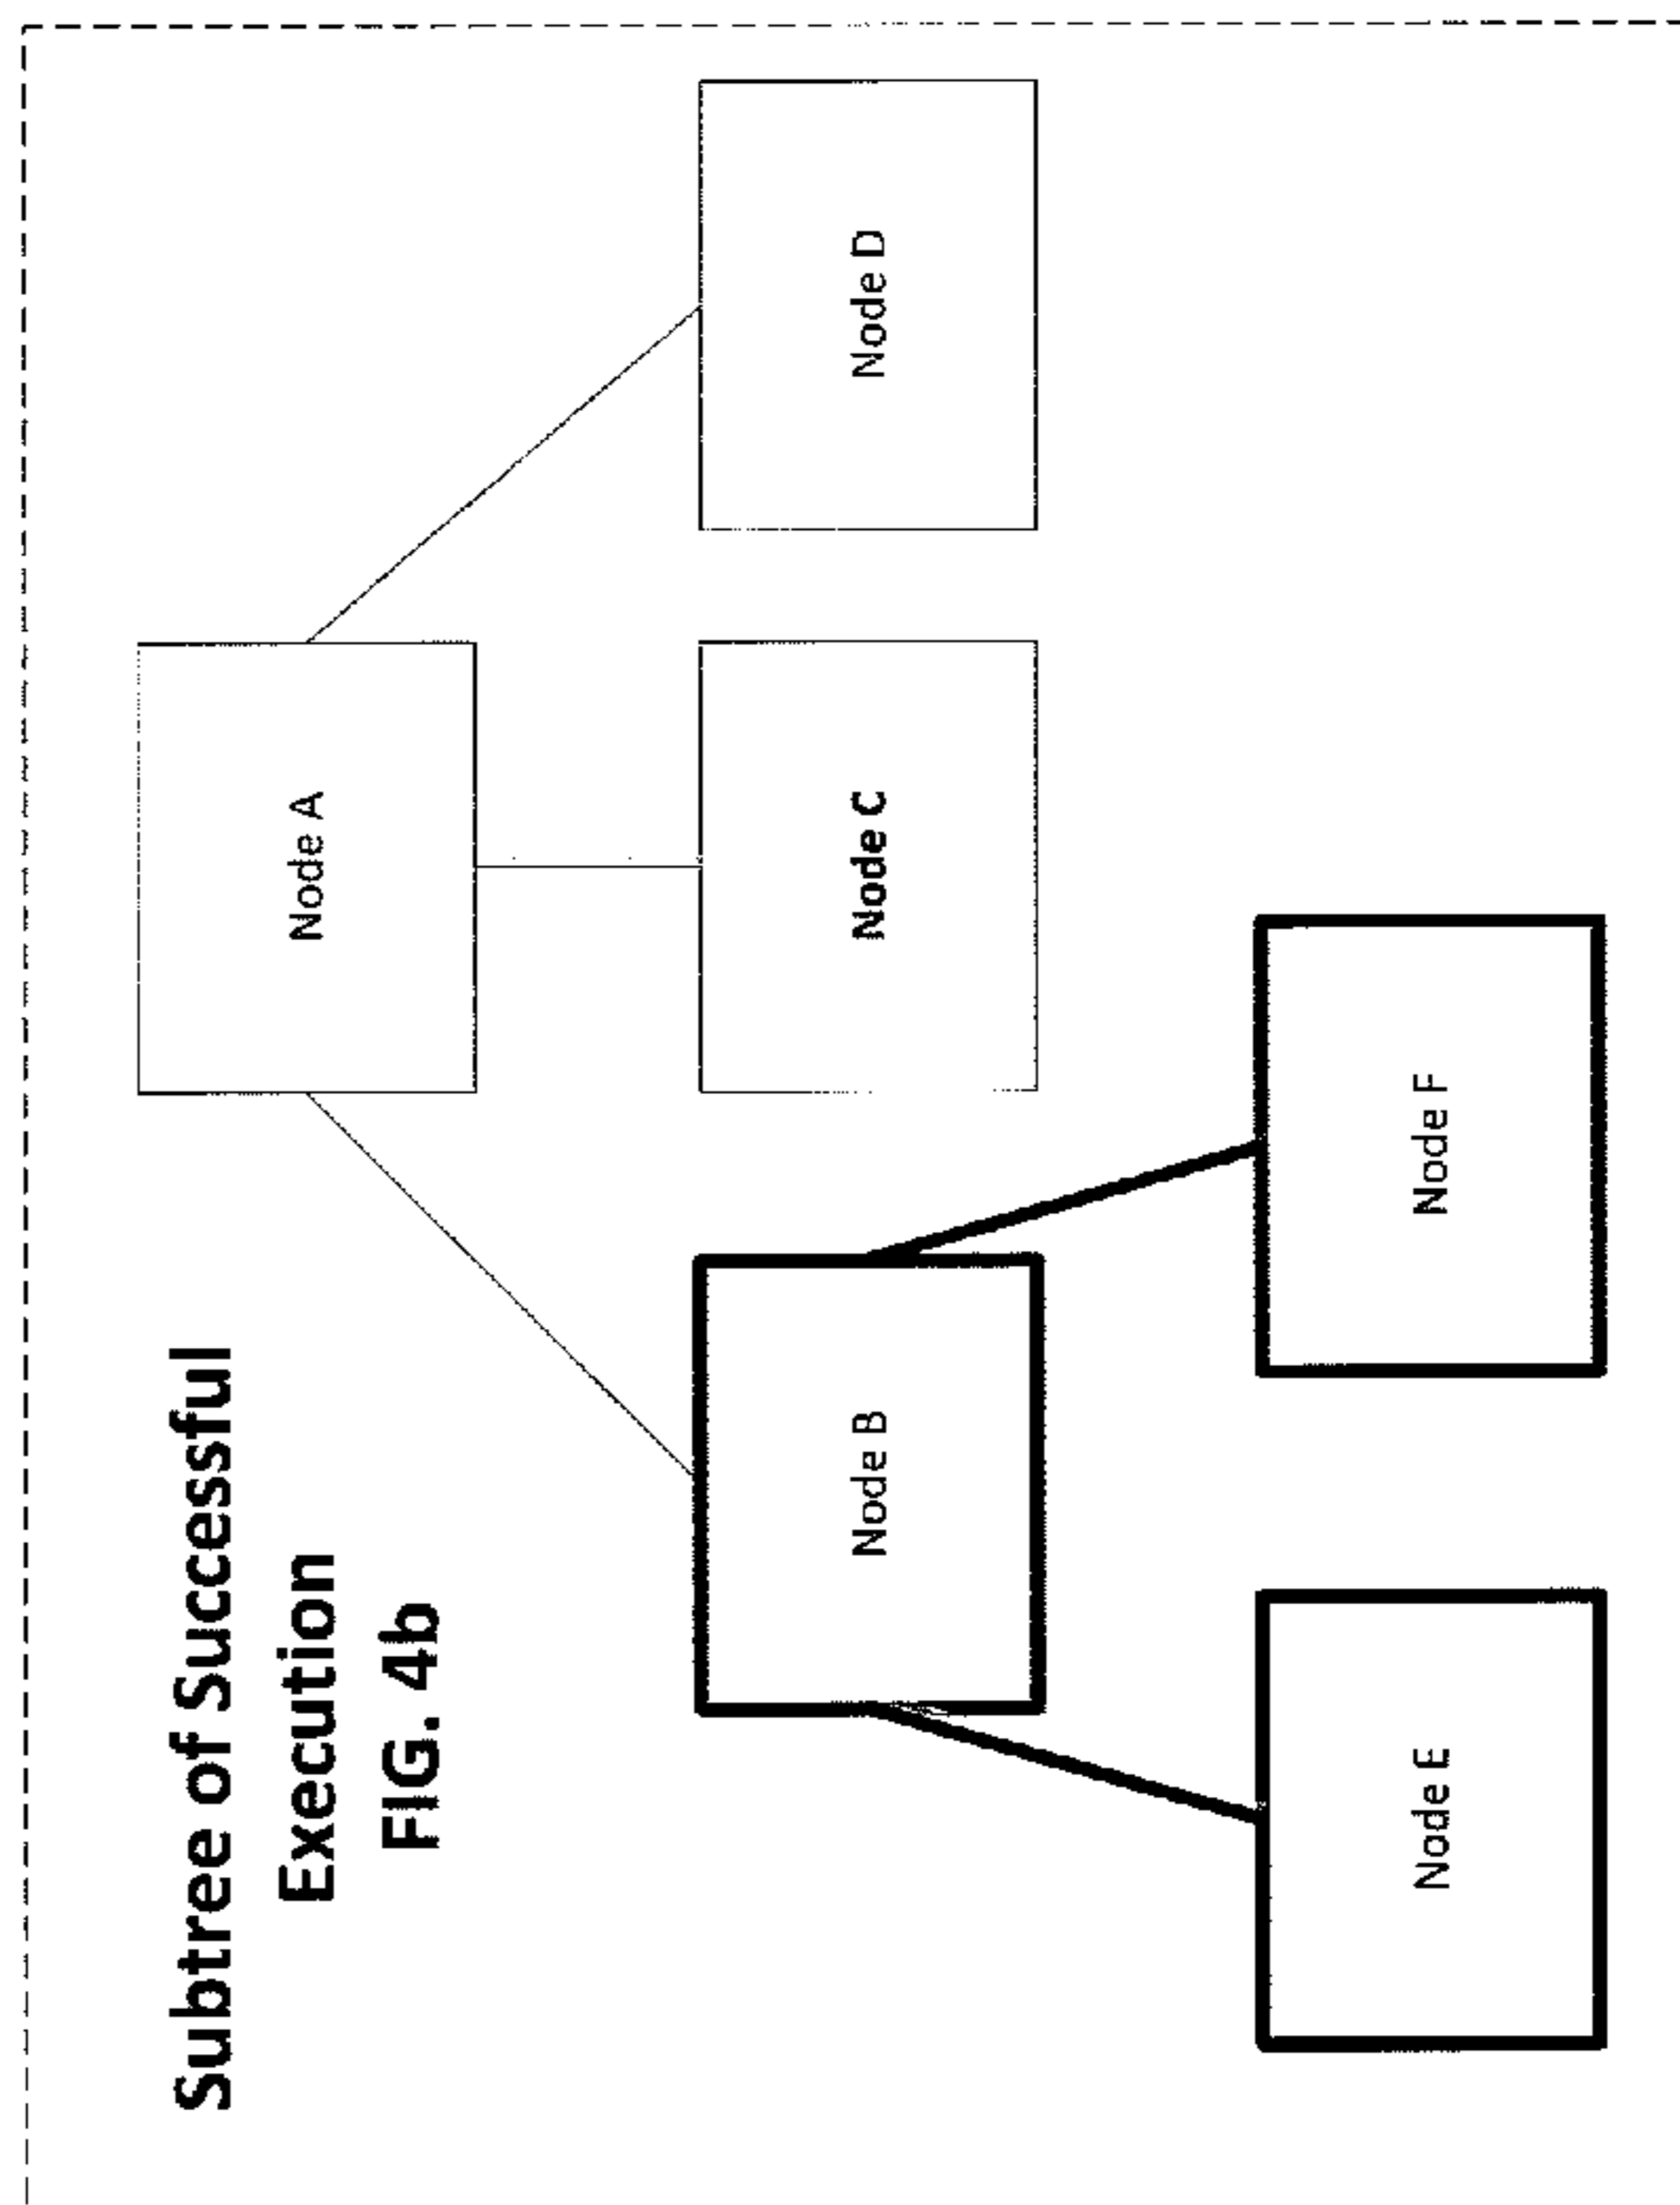 Subtree of Successful
Execution
FIG. 4b
Node A
Node B
Node C
Node D
Node E
Node F